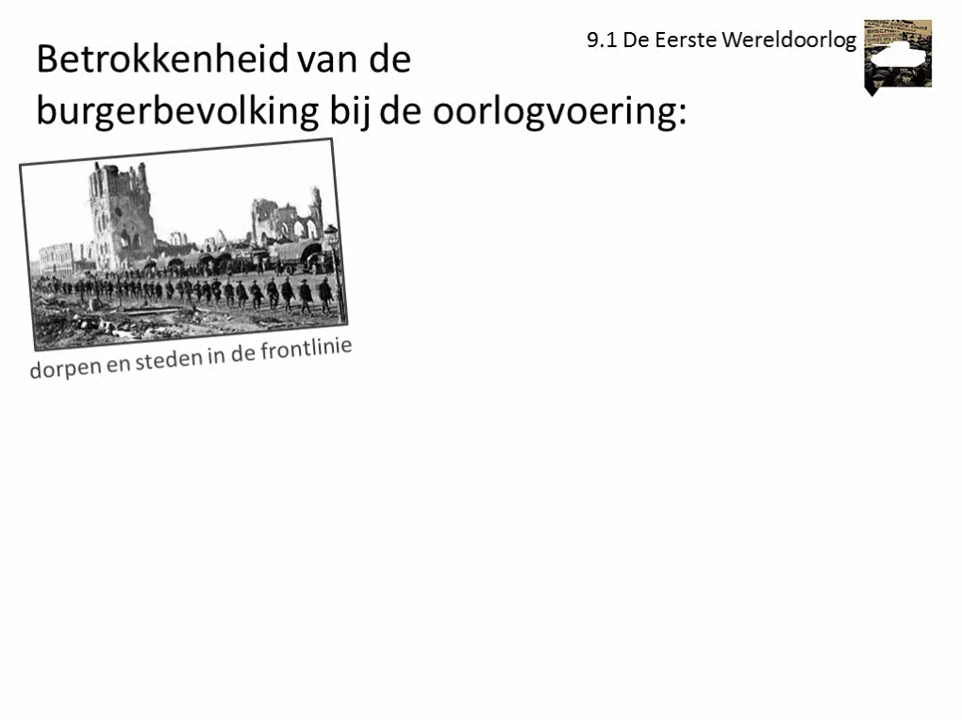 9.1 De Eerste Wereldoorlog
Betrokkenheid van de
burgerbevolking bij de oorlogvoering:
dorpen en steden in de frontlinie